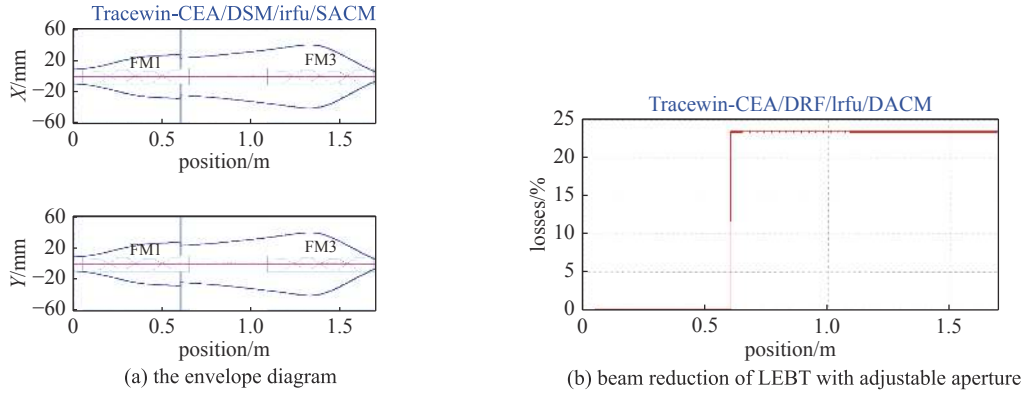 Tracewin-CEA/DSM/irfu/SACM
60
20
−20
−60
X/mm
FM1
FM3
0
0.5
1.0
1.5
position/m
60
20
−20
−60
Y/mm
FM1
FM3
0
0.5
1.0
1.5
position/m
(a) the envelope diagram
Tracewin-CEA/DRF/lrfu/DACM
25
20
15
10
5
0
losses/%
0
0.5
1.0
1.5
position/m
(b) beam reduction of LEBT with adjustable aperture